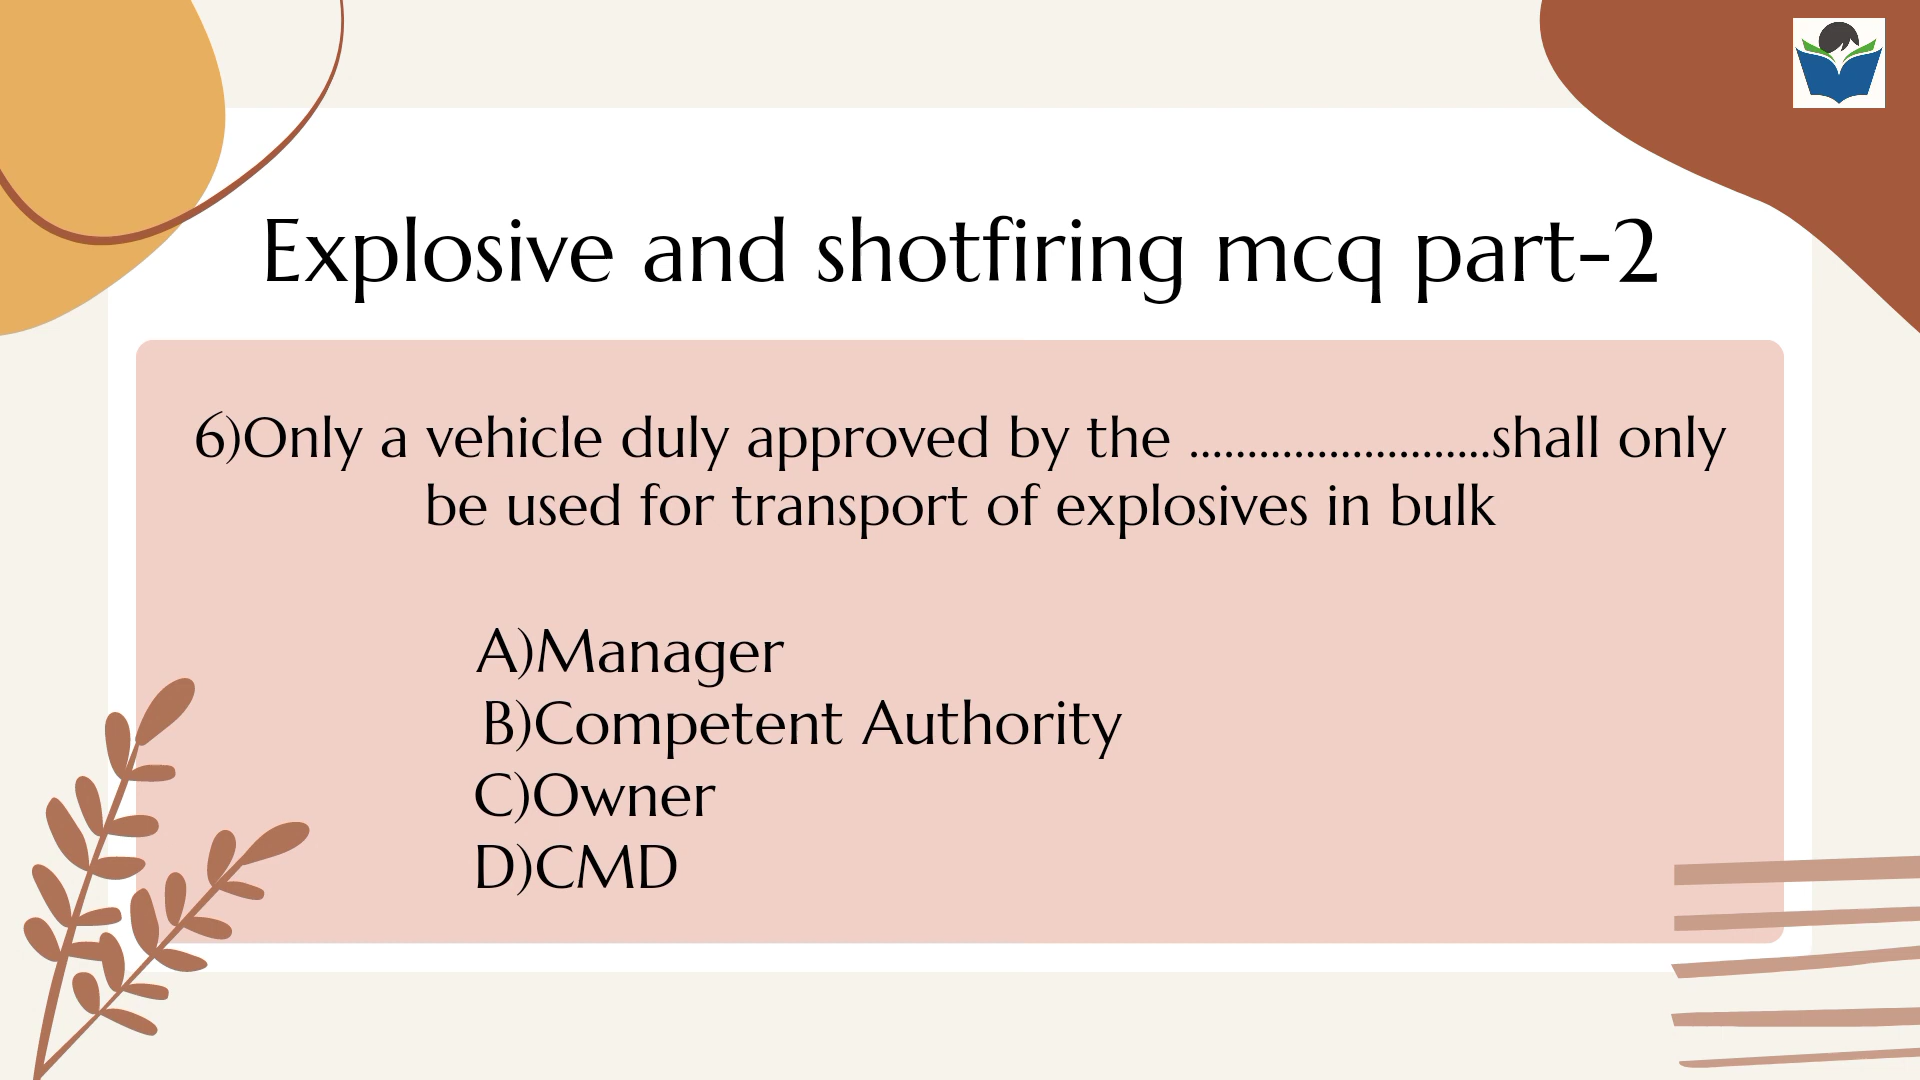 Explosive and shotfiring mcq part-2
6)Only a vehicle duly approved by the ..........................shall only
be used for transport of explosives in bulk
A)Manager
B)Competent Authority
C)Owner
D)CMD